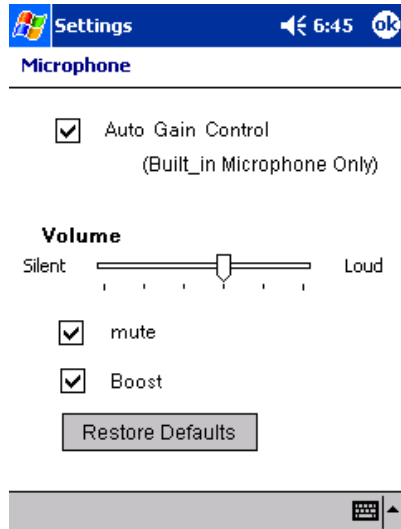 Settings 6:45 ok
Microphone
Auto Gain Control
(Built_in Microphone Only)
Volume
Silent Loud
mute
Boost
Restore Defaults